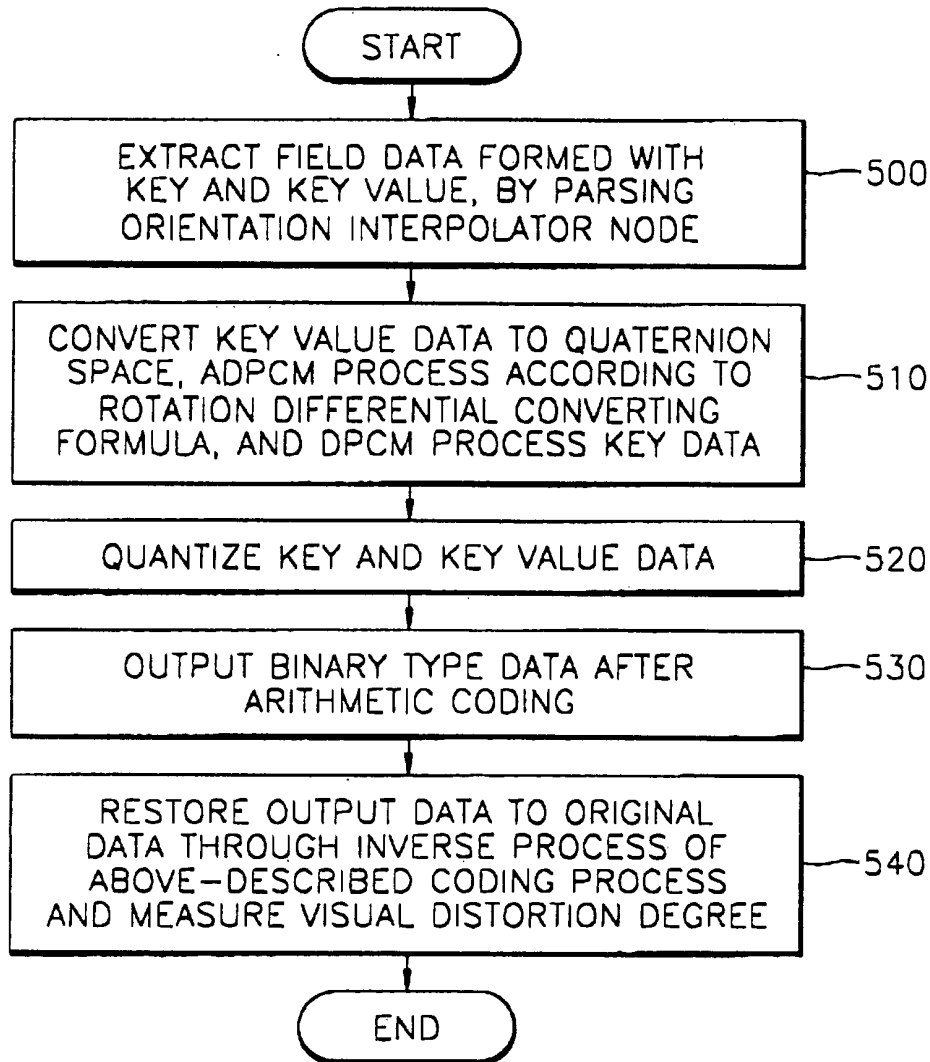 START
EXTRACT FIELD DATA FORMED WITH
KEY AND KEY VALUE, BY PARSING
ORIENTATION INTERPOLATOR NODE
500
CONVERT KEY VALUE DATA TO QUATERNION
SPACE, ADPCM PROCESS ACCORDING TO
ROTATION DIFFERENTIAL CONVERTING
FORMULA, AND DPCM PROCESS KEY DATA
510
QUANTIZE KEY AND KEY VALUE DATA
520
OUTPUT BINARY TYPE DATA AFTER
ARITHMETIC CODING
530
RESTORE OUTPUT DATA TO ORIGINAL
DATA THROUGH INVERSE PROCESS OF
ABOVE-DESCRIBED CODING PROCESS
AND MEASURE VISUAL DISTORTION DEGREE
540
END